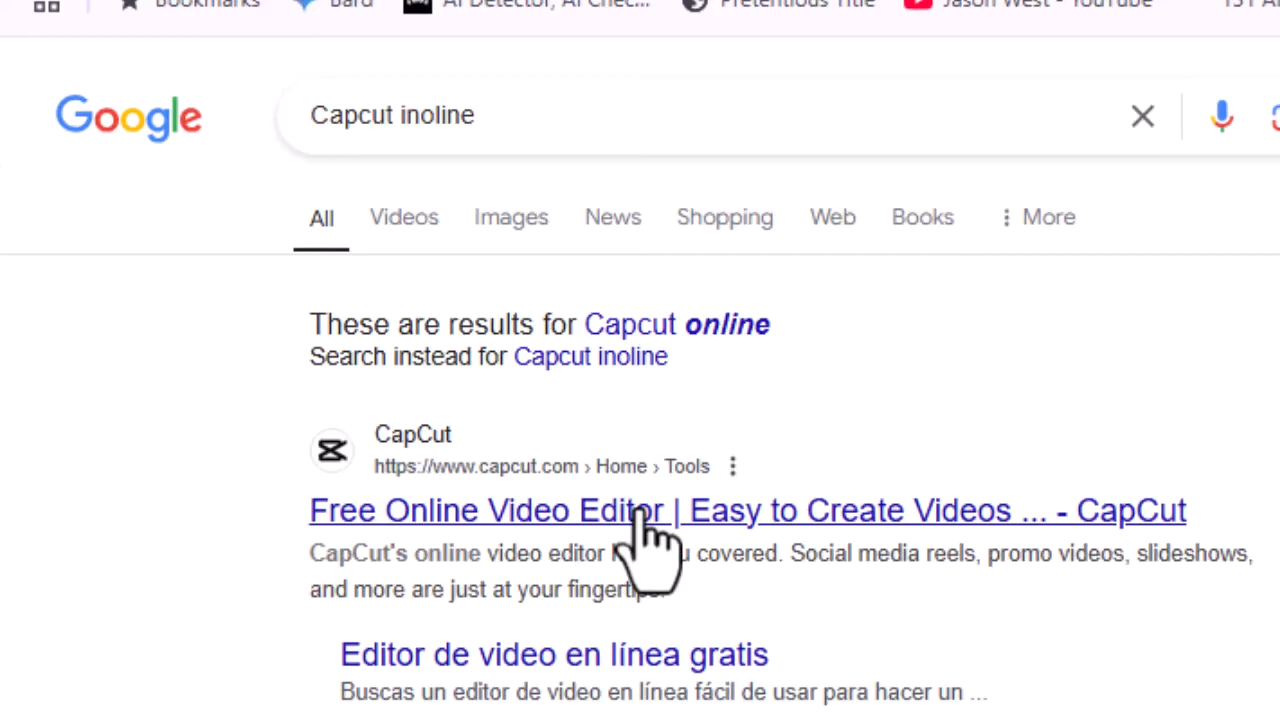 Bookmarks Bard AI Detector, AI Chec... Pretentious Title Jason West - YouTube
Google Capcut inoline
All Videos Images News Shopping Web Books More
These are results for Capcut online
Search instead for Capcut inoline
CapCut
https://www.capcut.com › Home › Tools
Free Online Video Editor | Easy to Create Videos ... - CapCut
CapCut's online video editor covered. Social media reels, promo videos, slideshows,
and more are just at your fingertips.
Editor de video en línea gratis
Buscas un editor de video en línea fácil de usar para hacer un ...